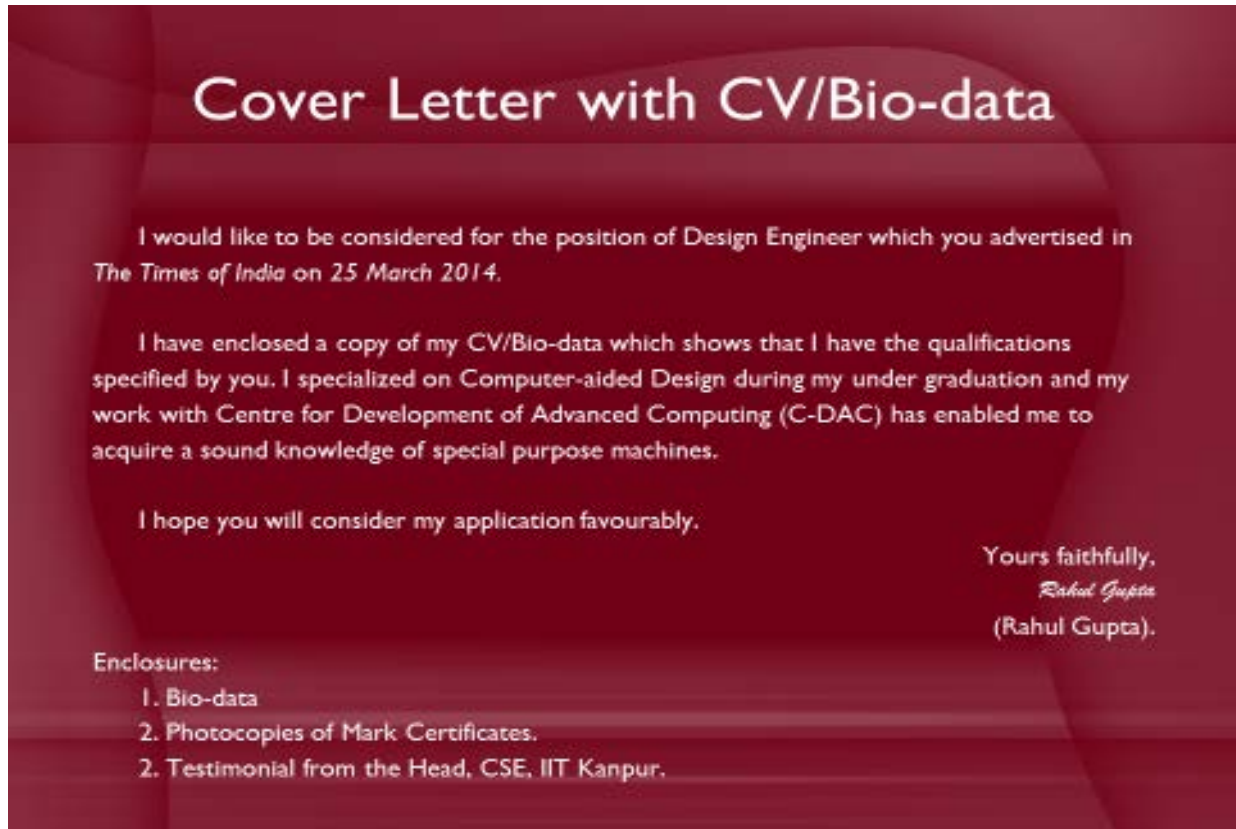 Cover Letter with CV/Bio-data
I would like to be considered for the position of Design Engineer which you advertised in
The Times of India on 25 March 2014.
I have enclosed a copy of my CV/Bio-data which shows that I have the qualifications
specified by you. I specialized on Computer-aided Design during my under graduation and my
work with Centre for Development of Advanced Computing (C-DAC) has enabled me to
acquire a sound knowledge of special purpose machines.
I hope you will consider my application favourably.
Yours faithfully,
Rahul Gupta
(Rahul Gupta).
Enclosures:
1. Bio-data
2. Photocopies of Mark Certificates.
2. Testimonial from the Head, CSE, IIT Kanpur.